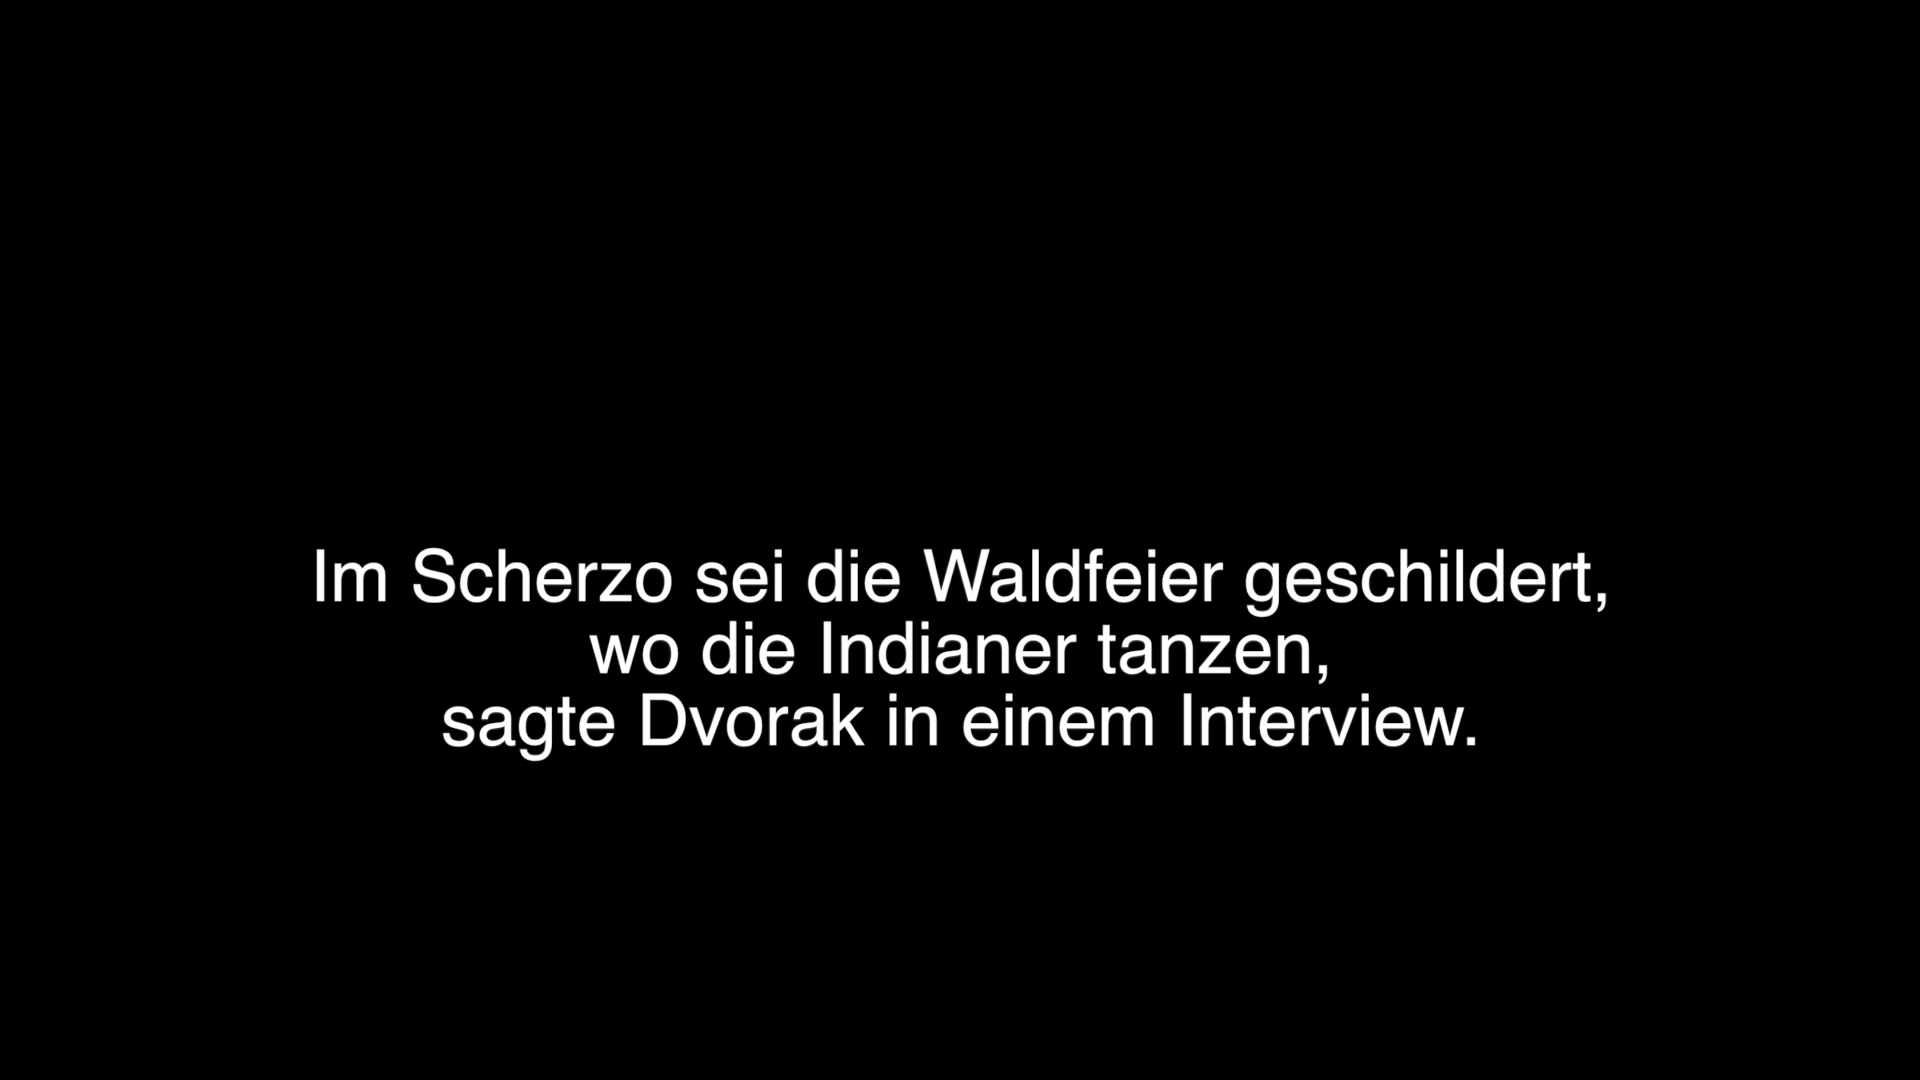 Im Scherzo sei die Waldfeier geschildert,
wo die Indianer tanzen,
sagte Dvorak in einem Interview.